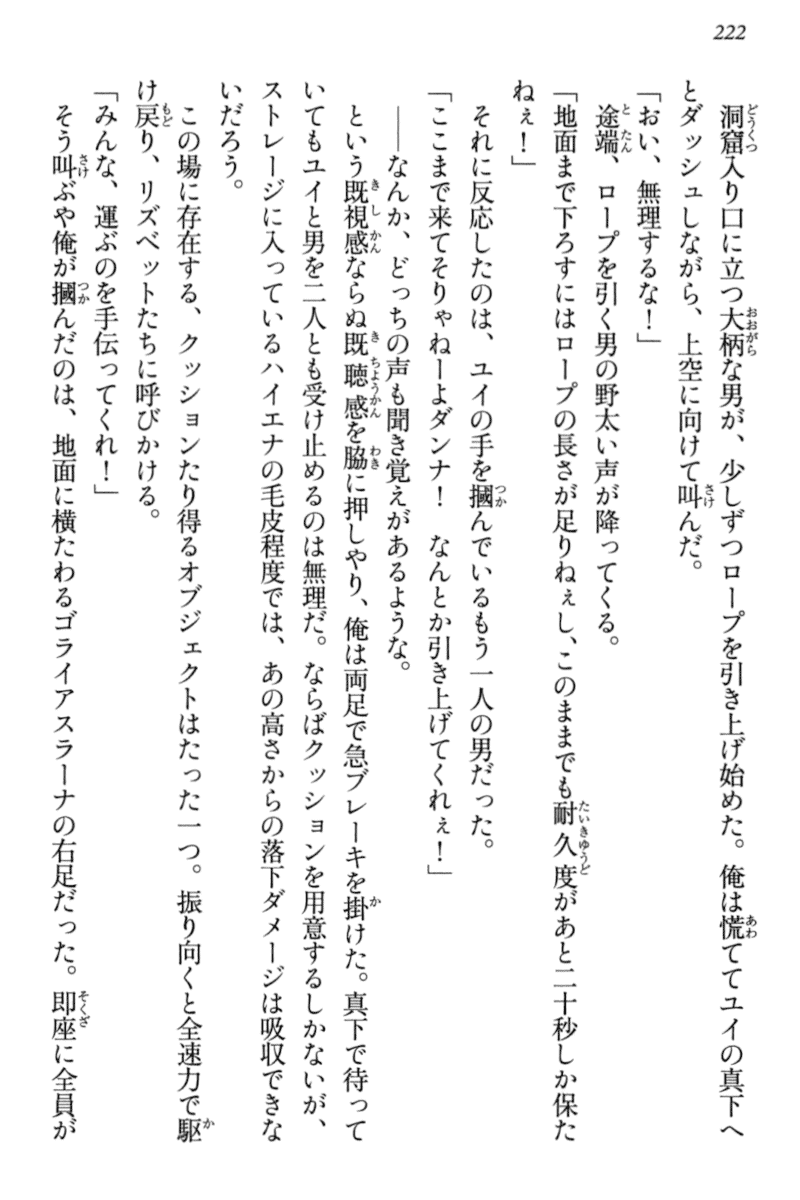 222
洞窟入り口に立つ大柄な男が、少しずつロープを引き上げ始めた。俺は慌ててユイの真下へ
とダッシュしながら、上空に向けて叫んだ。
「おい、無理するな！」
途端、ロープを引く男の野太い声が降ってくる。
「地面まで下ろすにはロープの長さが足りねぇし、このままでも耐久度があと二十秒しか保た
ねぇ！」
それに反応したのは、ユイの手を摑んでいるもう一人の男だった。
「ここまで来てそりゃねーよダンナ！　なんとか引き上げてくれぇ！」
――なんか、どっちの声も聞き覚えがあるような。
という既視感ならぬ既聴感を脇に押しやり、俺は両足で急ブレーキを掛けた。真下で待って
いてもユイと男を二人とも受け止めるのは無理だ。ならばクッションを用意するしかないが、
ストレージに入っているハイエナの毛皮程度では、あの高さからの落下ダメージは吸収できな
いだろう。
この場に存在する、クッションたり得るオブジェクトはたった一つ。振り向くと全速力で駆
け戻り、リズベットたちに呼びかける。
「みんな、運ぶのを手伝ってくれ！」
そう叫ぶや俺が摑んだのは、地面に横たわるゴライアスラーナの右足だった。即座に全員が